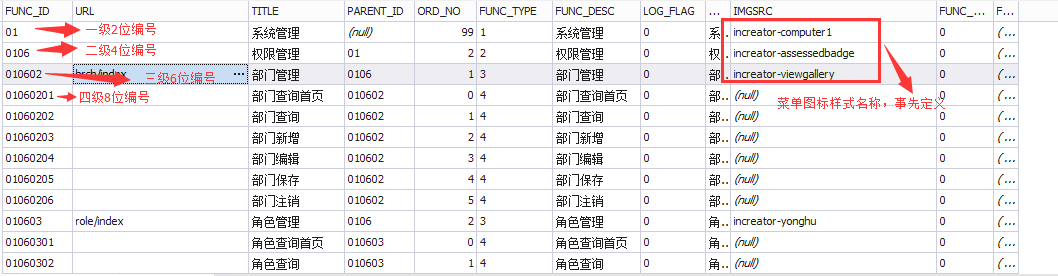 FUNC_ID URL TITLE PARENT_ID ORD_NO FUNC_TYPE FUNC_DESC LOG_FLAG ... IMGSRC FUNC_... F...
01 一级2位编号 系统管理 (null) 99 1 系统管理 0 系.. increator-computer1 0 (...
0106 二级4位编号 权限管理 01 2 2 权限管理 0 权.. increator-assessedbadge 0 (...
010602 brch/index 三级6位编号 ... 部门管理 0106 1 3 部门管理 0 部.. increator-viewgallery 0 (...
01060201 四级8位编号 部门查询首页 010602 0 4 部门查询首页 0 部.. (null) 菜单图标样式名称，事先定义 0 (...
01060202 部门查询 010602 1 4 部门查询 0 部.. (null) 0 (...
01060203 部门新增 010602 2 4 部门新增 0 部.. (null) 0 (...
01060204 部门编辑 010602 3 4 部门编辑 0 部.. (null) 0 (...
01060205 部门保存 010602 4 4 部门保存 0 部.. (null) 0 (...
01060206 部门注销 010602 5 4 部门注销 0 部.. (null) 0 (...
010603 role/index 角色管理 0106 2 3 角色管理 0 角.. increator-yonghu 0 (...
01060301 角色查询首页 010603 0 4 角色查询首页 0 角.. (null) 0 (...
01060302 角色查询 010603 1 4 角色查询 0 角.. (null) 0 (...